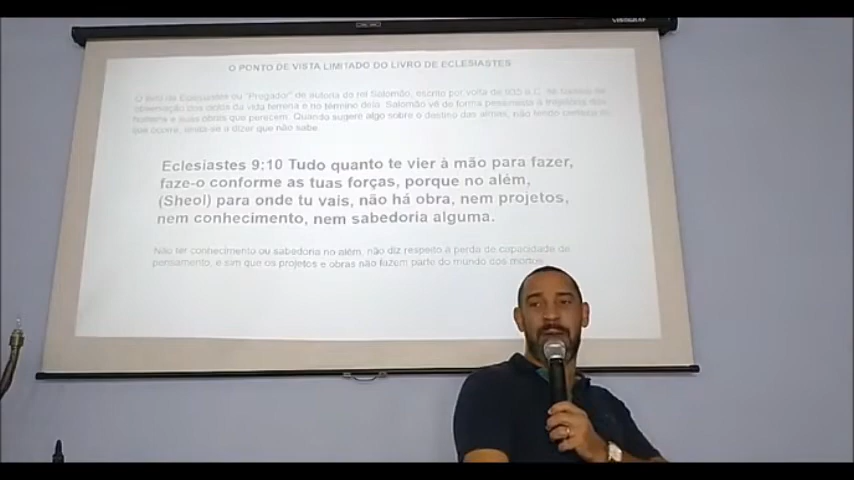 O PONTO DE VISTA LIMITADO DO LIVRO DE ECLESIASTES
O livro de Eclesiastes ou "Pregador" de autoria do rei Salomão, escrito por volta de 935 a.C. se baseia na
observação dos ciclos da vida terrena e no término dela. Salomão vê de forma pessimista a trajetória dos
homens e suas obras que perecem. Quando sugere algo sobre o destino das almas, não tendo certeza do
que ocorre, limita-se a dizer que não sabe.
Eclesiastes 9:10 Tudo quanto te vier à mão para fazer,
faze-o conforme as tuas forças, porque no além,
(Sheol) para onde tu vais, não há obra, nem projetos,
nem conhecimento, nem sabedoria alguma.
Não ter conhecimento ou sabedoria no além, não diz respeito a perda de capacidade de
pensamento, e sim que os projetos e obras não fazem parte do mundo dos mortos.